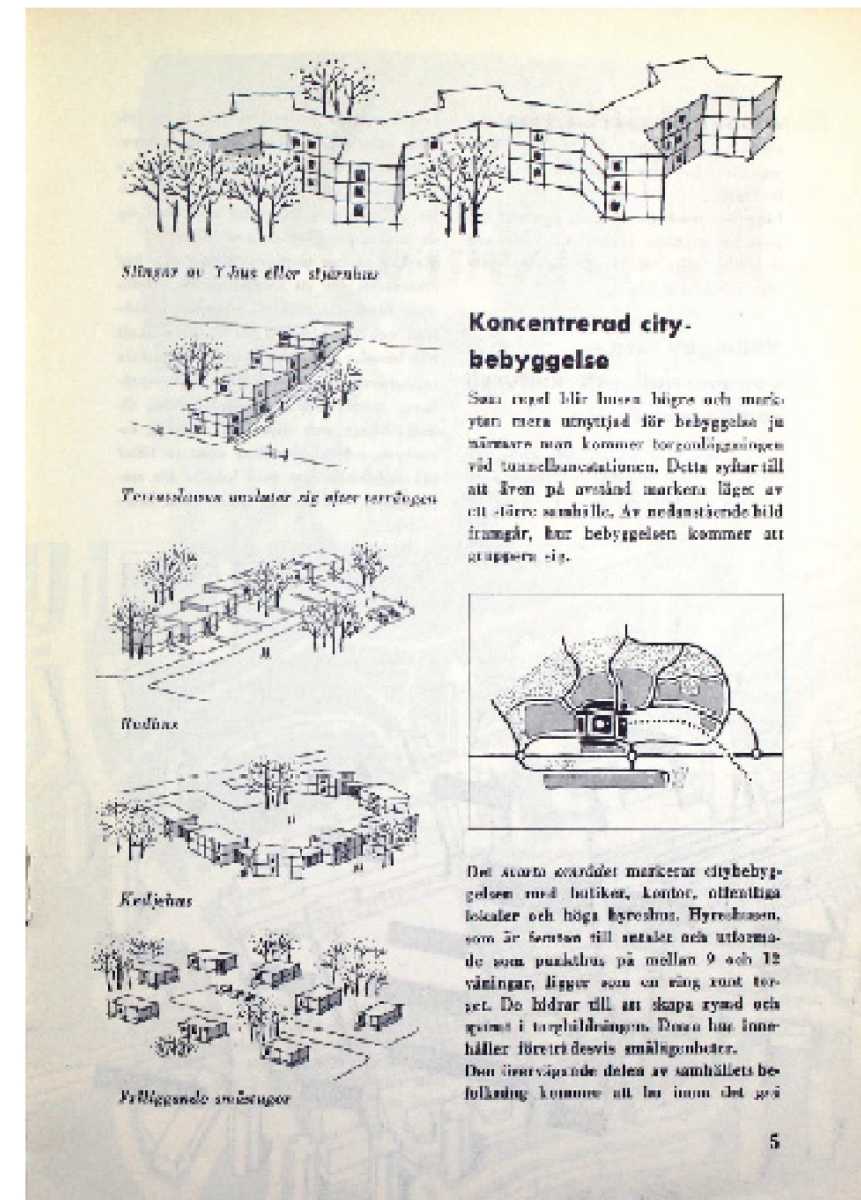 Slingor av Y-hus eller stjärnhus
Terrasshusen ansluter sig efter terrängen
Radhus
Kedjehus
Friliggande småstugor
Koncentrerad city-
bebyggelse
Som regel blir husen högre och mark-
ytan mera utnyttjad för bebyggelse ju
närmare man kommer torganläggningen
vid tunnelbanestationen. Detta syftar till
att även på avstånd markera läget av
ett större samhälle. Av nedanstående bild
framgår, hur bebyggelsen kommer att
gruppera sig.
Det svarta området markerar citybebyg-
gelsen med butiker, kontor, offentliga
lokaler och höga hyreshus. Hyreshusen,
som är femton till antalet och utforma-
de som punkthus på mellan 9 och 12
våningar, ligger som en ring runt tor-
get. De bidrar till att skapa rymd och
i torgbildningen. Dessa hus inne-
håller företrädesvis smålägenheter.
Den övervägande delen av samhällets be-
folkning kommer att bo inom det grå
5